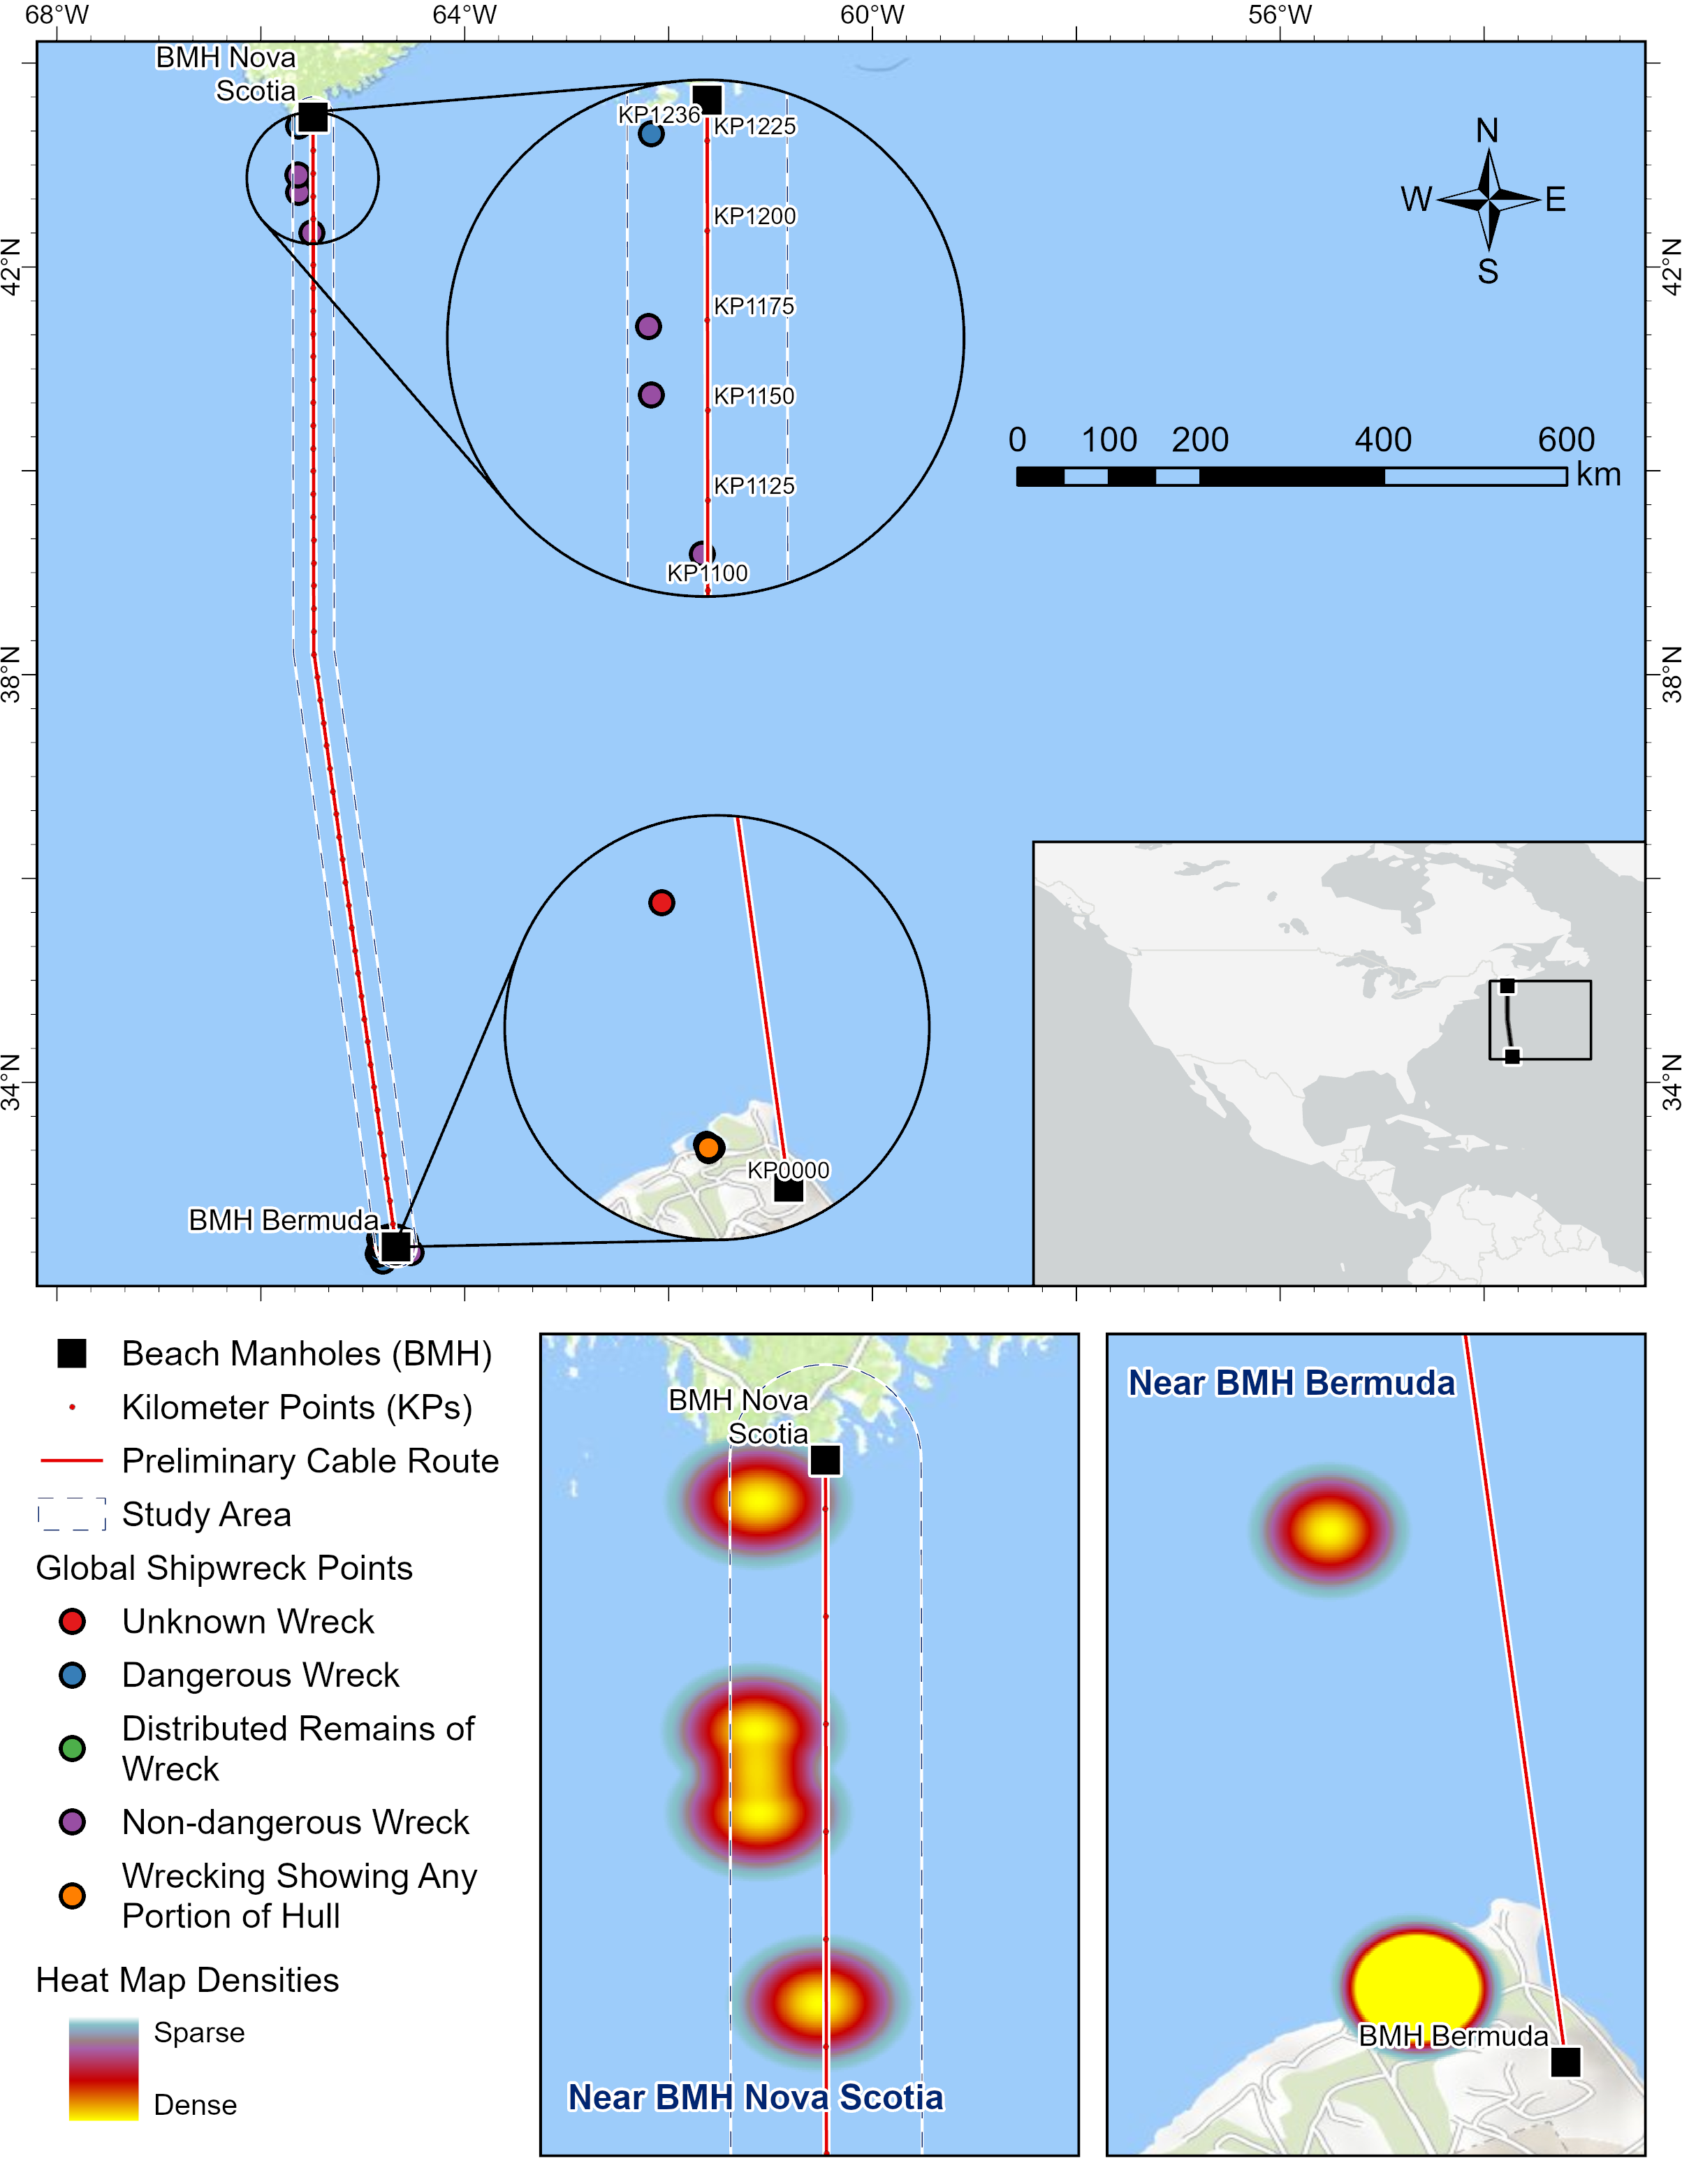 68°W
64°W
60°W
56°W
BMH Nova
Scotia
KP1236
KP1225
KP1200
KP1175
KP1150
KP1125
KP1100
N
W
E
S
42°N
42°N
0
100
200
400
600
km
38°N
38°N
34°N
34°N
KP0000
BMH Bermuda
Beach Manholes (BMH)
Kilometer Points (KPs)
Preliminary Cable Route
Study Area
Global Shipwreck Points
Unknown Wreck
Dangerous Wreck
Distributed Remains of
Wreck
Non-dangerous Wreck
Wrecking Showing Any
Portion of Hull
Heat Map Densities
Sparse
Dense
BMH Nova
Scotia
Near BMH Nova Scotia
Near BMH Bermuda
BMH Bermuda